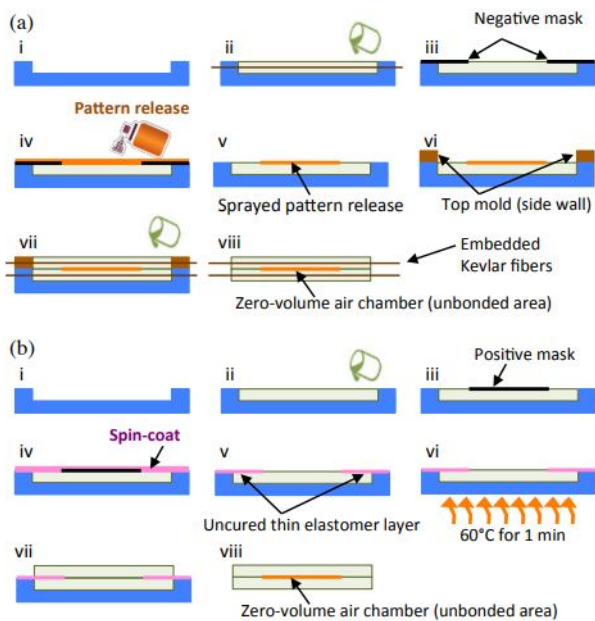 (a)
i
ii
iii
Negative mask
Pattern release
iv
v
vi
Sprayed pattern release
Top mold (side wall)
vii
viii
Embedded
Kevlar fibers
Zero-volume air chamber (unbonded area)
(b)
i
ii
iii
Positive mask
Spin-coat
iv
v
vi
Uncured thin elastomer layer
60°C for 1 min
vii
viii
Zero-volume air chamber (unbonded area)